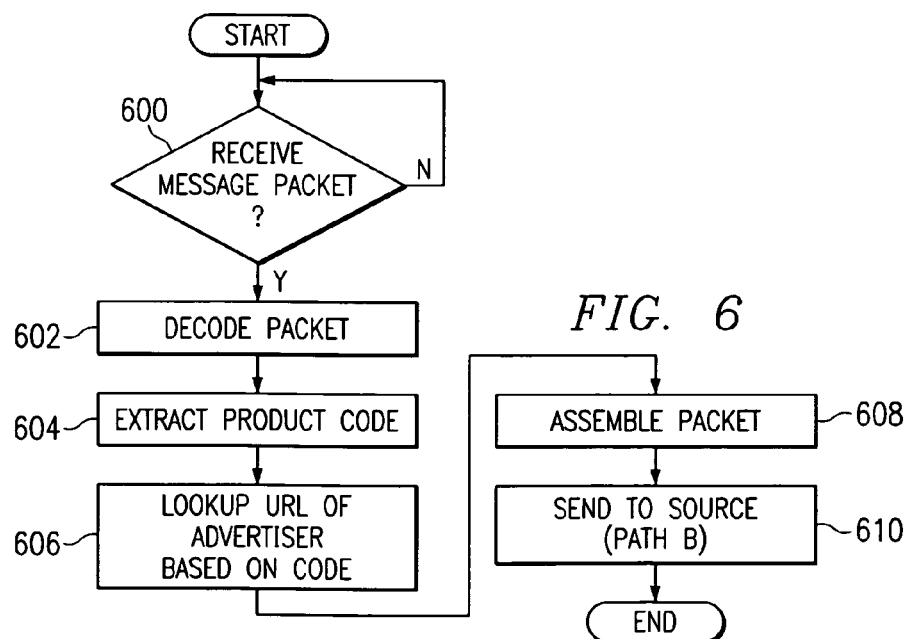 START
600
RECEIVE
MESSAGE PACKET
?
N
Y
602
DECODE PACKET
604
EXTRACT PRODUCT CODE
606
LOOKUP URL OF
ADVERTISER
BASED ON CODE
FIG. 6
ASSEMBLE PACKET
608
SEND TO SOURCE
(PATH B)
610
END